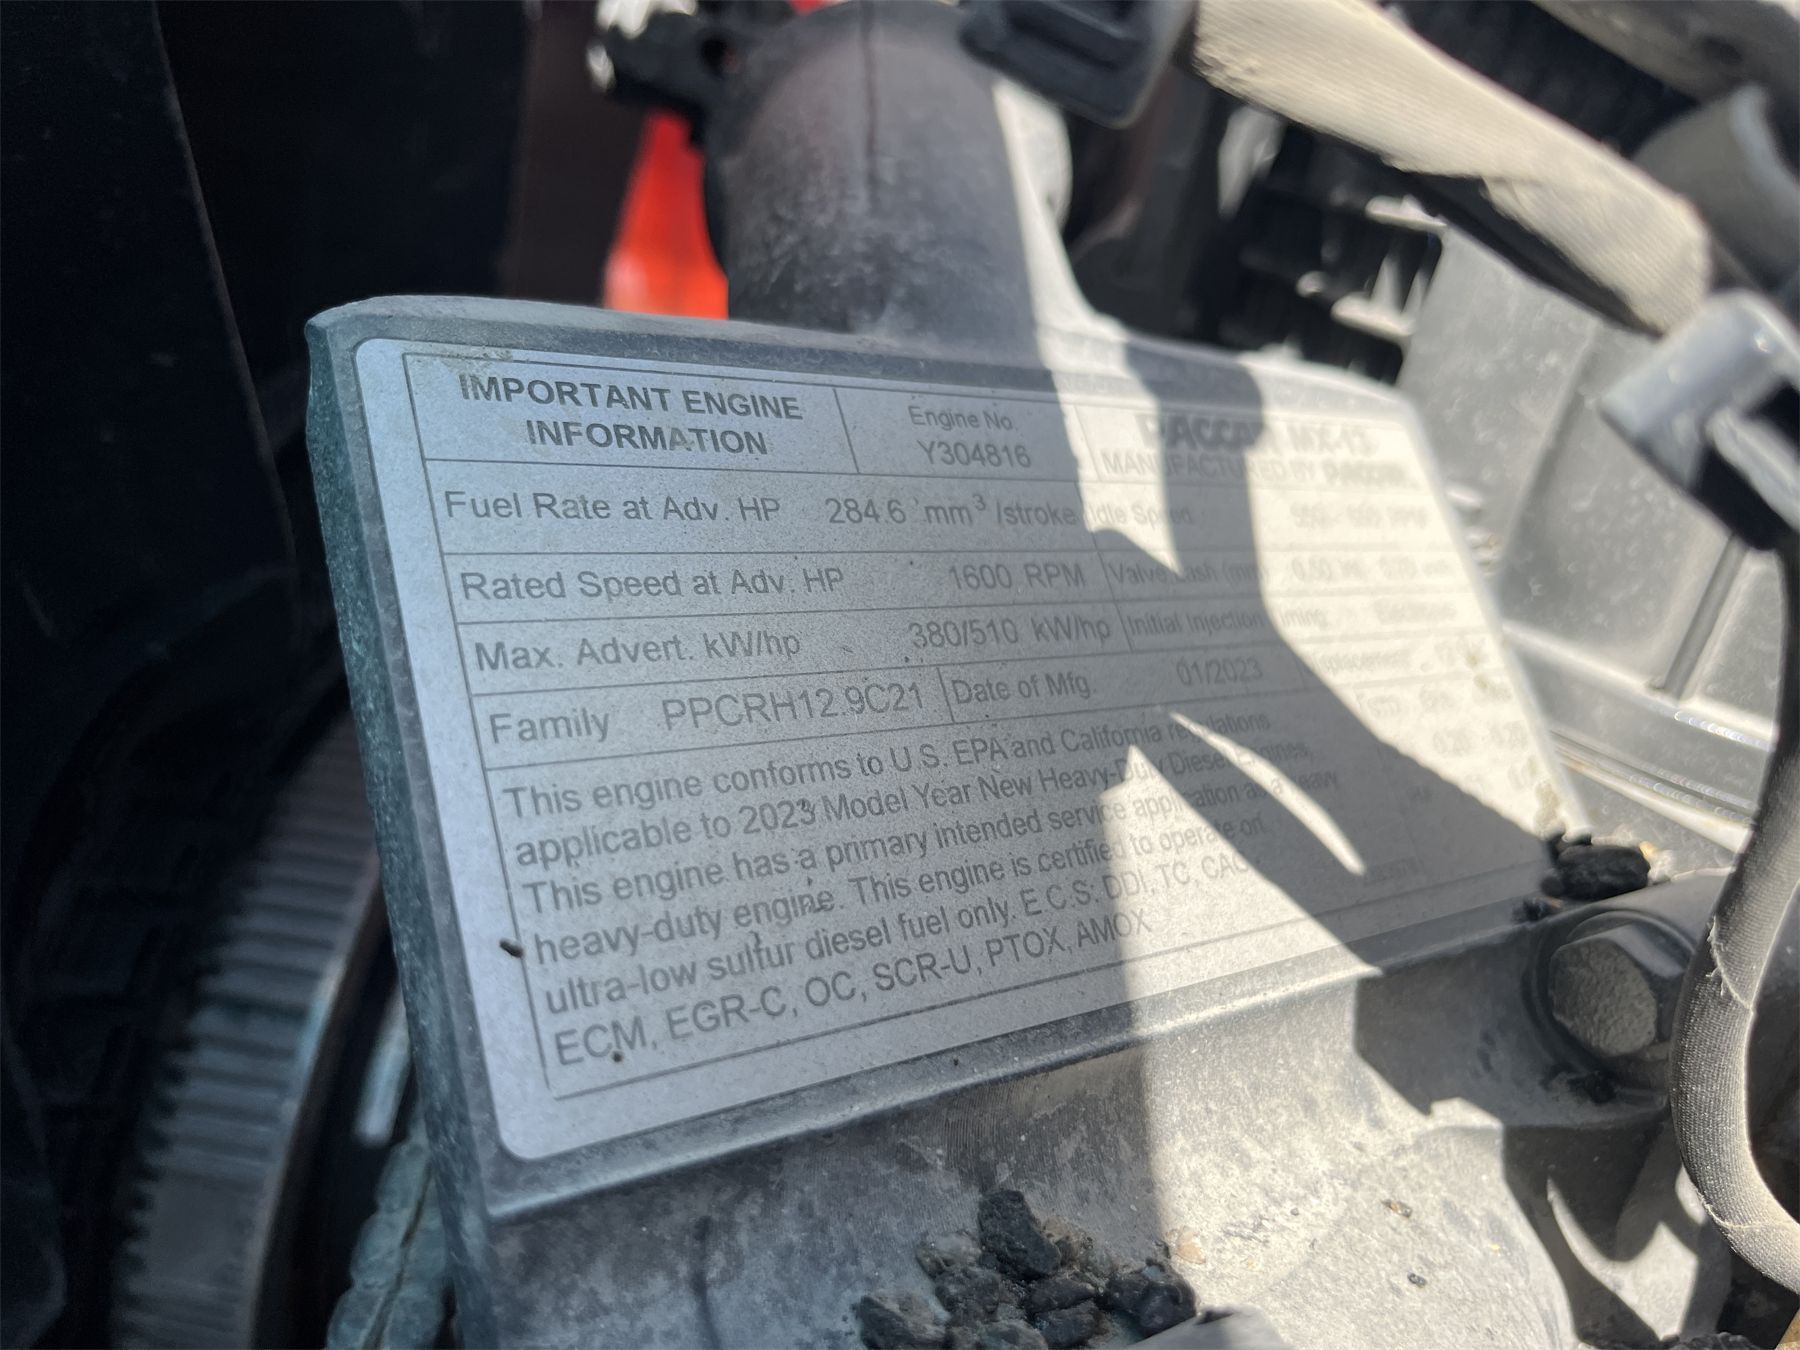 IMPORTANT ENGINE
INFORMATION
Engine No.
Y304816
PACCAR MX-13
MANUFACTURED BY PACCAR
Fuel Rate at Adv. HP 284.6 mm³ /stroke
Idle Speed
Rated Speed at Adv. HP 1600 RPM
Valve Lash (mm)
Max. Advert. kW/hp 380/510 kW/hp
Initial Injection Timing
Family PPCRH12.9C21
Date of Mfg. 01/2023
Displacement
This engine conforms to U.S. EPA and California regulations
applicable to 2023 Model Year New Heavy-Duty Diesel Engines.
This engine has a primary intended service application as a heavy
heavy-duty engine. This engine is certified to operate on
ultra-low sulfur diesel fuel only. E.C.S: DDI, TC, CAC,
ECM, EGR-C, OC, SCR-U, PTOX, AMOX